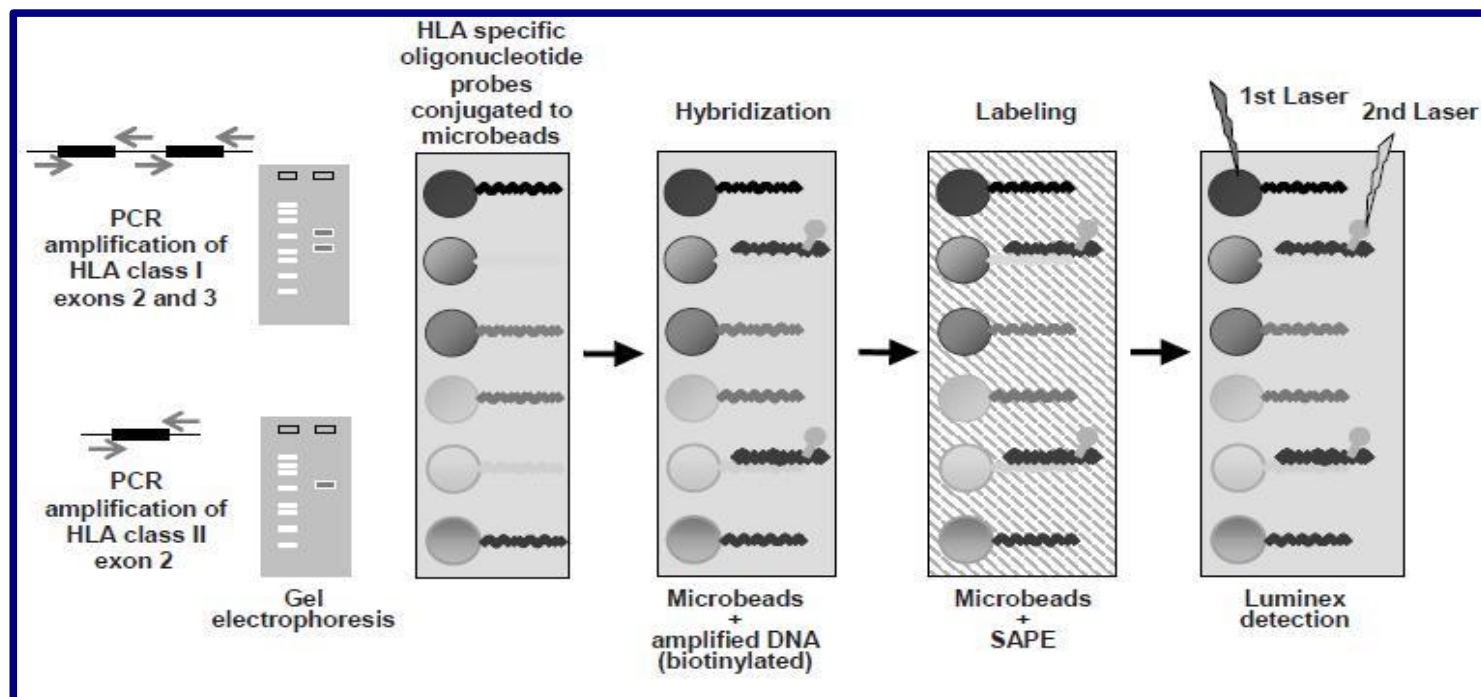 PCR
amplification of
HLA class I
exons 2 and 3
PCR
amplification of
HLA class II
exon 2
Gel
electrophoresis
HLA specific
oligonucleotide
probes
conjugated to
microbeads
Hybridization
Microbeads
+
amplified DNA
(biotinylated)
Labeling
Microbeads
+
SAPE
1st Laser
2nd Laser
Luminex
detection